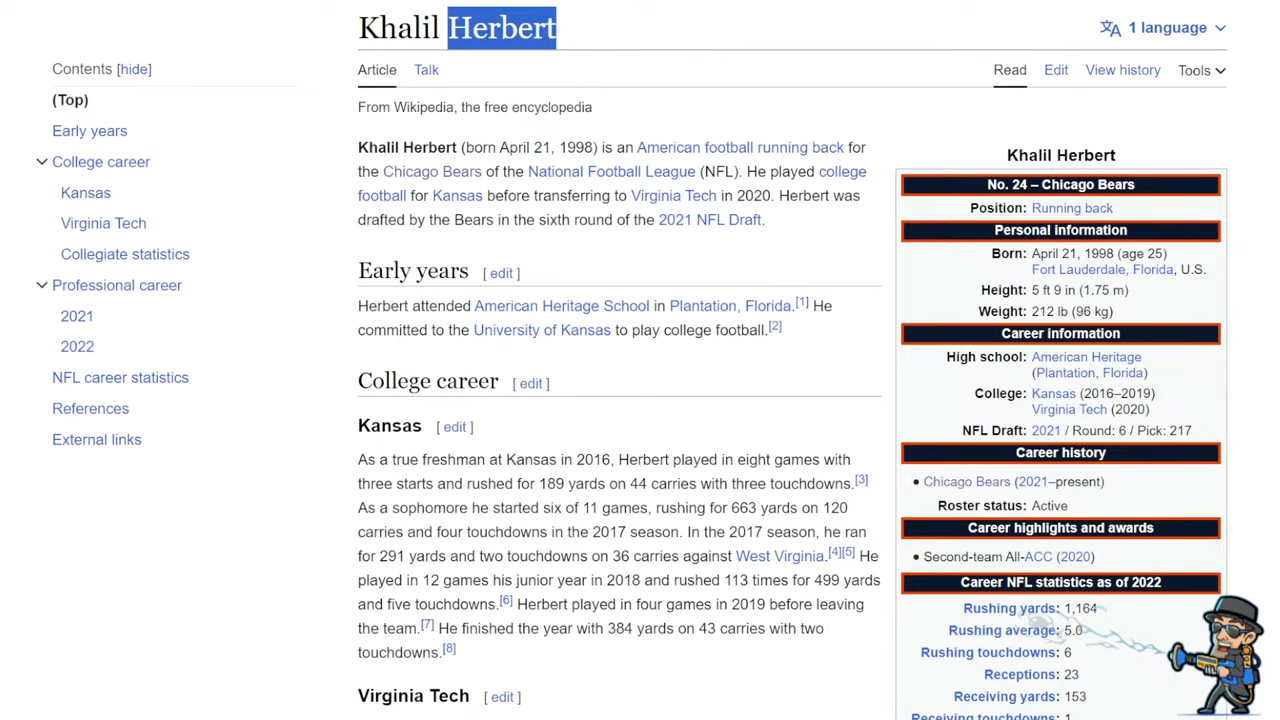 Khalil Herbert
1 language
Contents [hide]
(Top)
Early years
College career
Kansas
Virginia Tech
Collegiate statistics
Professional career
2021
2022
NFL career statistics
References
External links
Article Talk
Read Edit View history Tools
From Wikipedia, the free encyclopedia
Khalil Herbert (born April 21, 1998) is an American football running back for
the Chicago Bears of the National Football League (NFL). He played college
football for Kansas before transferring to Virginia Tech in 2020. Herbert was
drafted by the Bears in the sixth round of the 2021 NFL Draft.
Early years [ edit ]
Herbert attended American Heritage School in Plantation, Florida.[1] He
committed to the University of Kansas to play college football.[2]
College career [ edit ]
Kansas [ edit ]
As a true freshman at Kansas in 2016, Herbert played in eight games with
three starts and rushed for 189 yards on 44 carries with three touchdowns.[3]
As a sophomore he started six of 11 games, rushing for 663 yards on 120
carries and four touchdowns in the 2017 season. In the 2017 season, he ran
for 291 yards and two touchdowns on 36 carries against West Virginia.[4][5] He
played in 12 games his junior year in 2018 and rushed 113 times for 499 yards
and five touchdowns.[6] Herbert played in four games in 2019 before leaving
the team.[7] He finished the year with 384 yards on 43 carries with two
touchdowns.[8]
Virginia Tech [ edit ]
Khalil Herbert
No. 24 – Chicago Bears
Position: Running back
Personal information
Born: April 21, 1998 (age 25)
Fort Lauderdale, Florida, U.S.
Height: 5 ft 9 in (1.75 m)
Weight: 212 lb (96 kg)
Career information
High school: American Heritage
(Plantation, Florida)
College: Kansas (2016–2019)
Virginia Tech (2020)
NFL Draft: 2021 / Round: 6 / Pick: 217
Career history
• Chicago Bears (2021–present)
Roster status: Active
Career highlights and awards
• Second-team All-ACC (2020)
Career NFL statistics as of 2022
Rushing yards: 1,164
Rushing average: 5.0
Rushing touchdowns: 6
Receptions: 23
Receiving yards: 153
Receiving touchdowns: 1